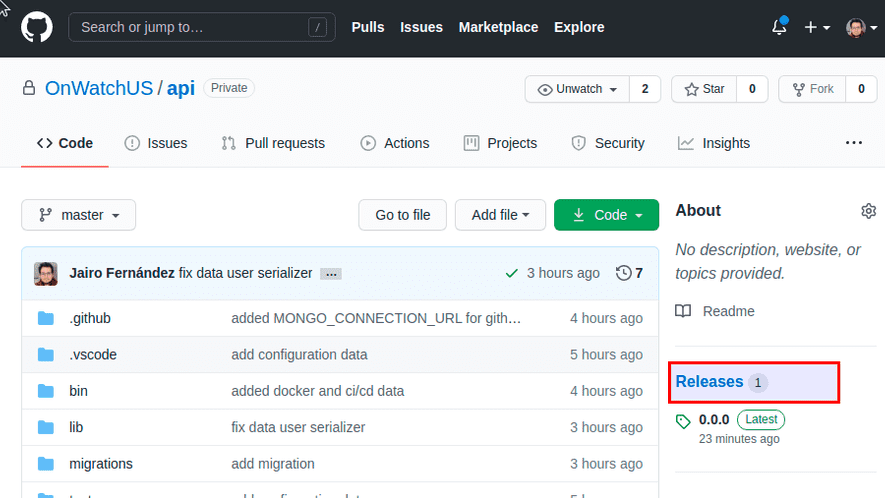 Search or jump to… /
Pulls Issues Marketplace Explore
OnWatchUS / api Private
Unwatch 2 Star 0 Fork 0
Code Issues Pull requests Actions Projects Security Insights ...
master Go to file Add file Code
Jairo Fernández fix data user serializer ... 3 hours ago 7
.github added MONGO_CONNECTION_URL for gith… 4 hours ago
.vscode add configuration data 5 hours ago
bin added docker and ci/cd data 4 hours ago
lib fix data user serializer 3 hours ago
migrations add migration 3 hours ago
About
No description, website, or
topics provided.
Readme
Releases 1
0.0.0 Latest
23 minutes ago